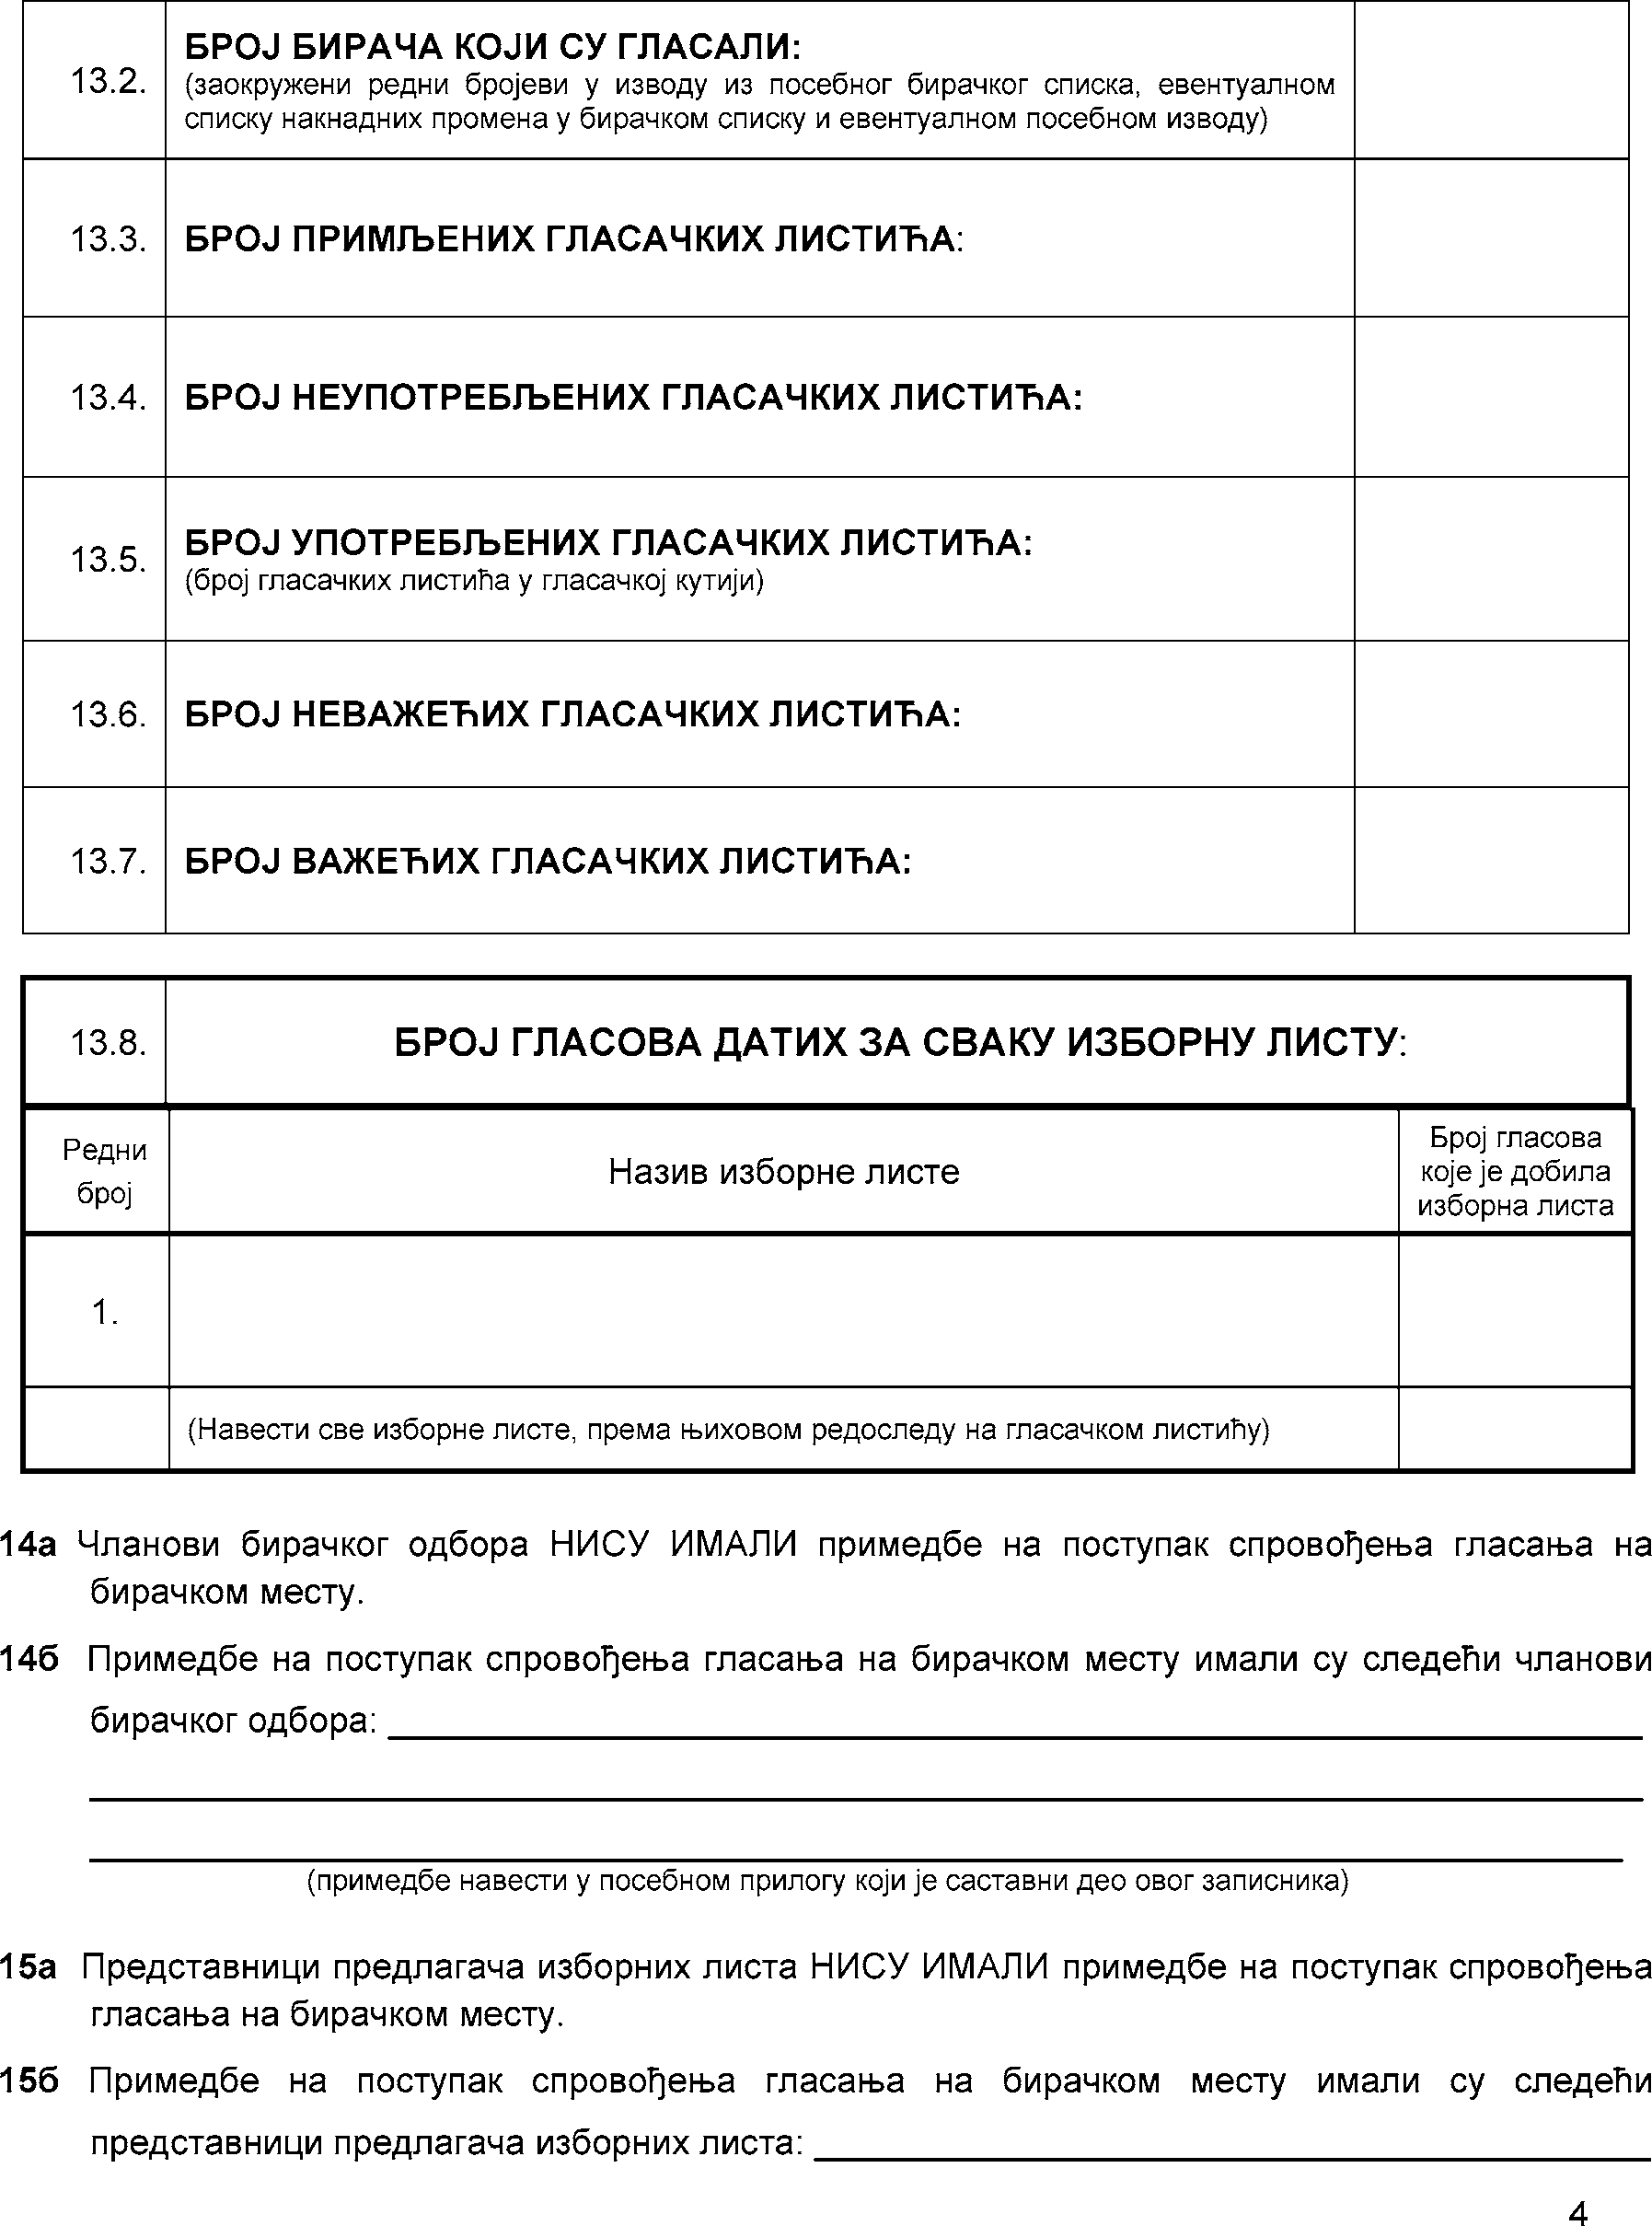 13.2.
БРОЈ БИРАЧА КОЈИ СУ ГЛАСАЛИ:
(заокружени редни бројеви у изводу из посебног бирачког списка, евентуалном
списку накнадних промена у бирачком списку и евентуалном посебном изводу)
13.3. БРОЈ ПРИМЉЕНИХ ГЛАСАЧКИХ ЛИСТИЋА:
13.4. БРОЈ НЕУПОТРЕБЉЕНИХ ГЛАСАЧКИХ ЛИСТИЋА:
13.5.
БРОЈ УПОТРЕБЉЕНИХ ГЛАСАЧКИХ ЛИСТИЋА:
(број гласачких листића у гласачкој кутији)
13.6. БРОЈ НЕВАЖЕЋИХ ГЛАСАЧКИХ ЛИСТИЋА:
13.7. БРОЈ ВАЖЕЋИХ ГЛАСАЧКИХ ЛИСТИЋА:
13.8. БРОЈ ГЛАСОВА ДАТИХ ЗА СВАКУ ИЗБОРНУ ЛИСТУ:
Редни
број
Назив изборне листе
Број гласова
које је добила
изборна листа
1.
(Навести све изборне листе, према њиховом редоследу на гласачком листићу)
14а Чланови бирачког одбора НИСУ ИМАЛИ примедбе на поступак спровођења гласања на
бирачком месту.
14б Примедбе на поступак спровођења гласања на бирачком месту имали су следећи чланови
бирачког одбора:
(примедбе навести у посебном прилогу који је саставни део овог записника)
15а Представници предлагача изборних листа НИСУ ИМАЛИ примедбе на поступак спровођења
гласања на бирачком месту.
15б Примедбе на поступак спровођења гласања на бирачком месту имали су следећи
представници предлагача изборних листа:
4